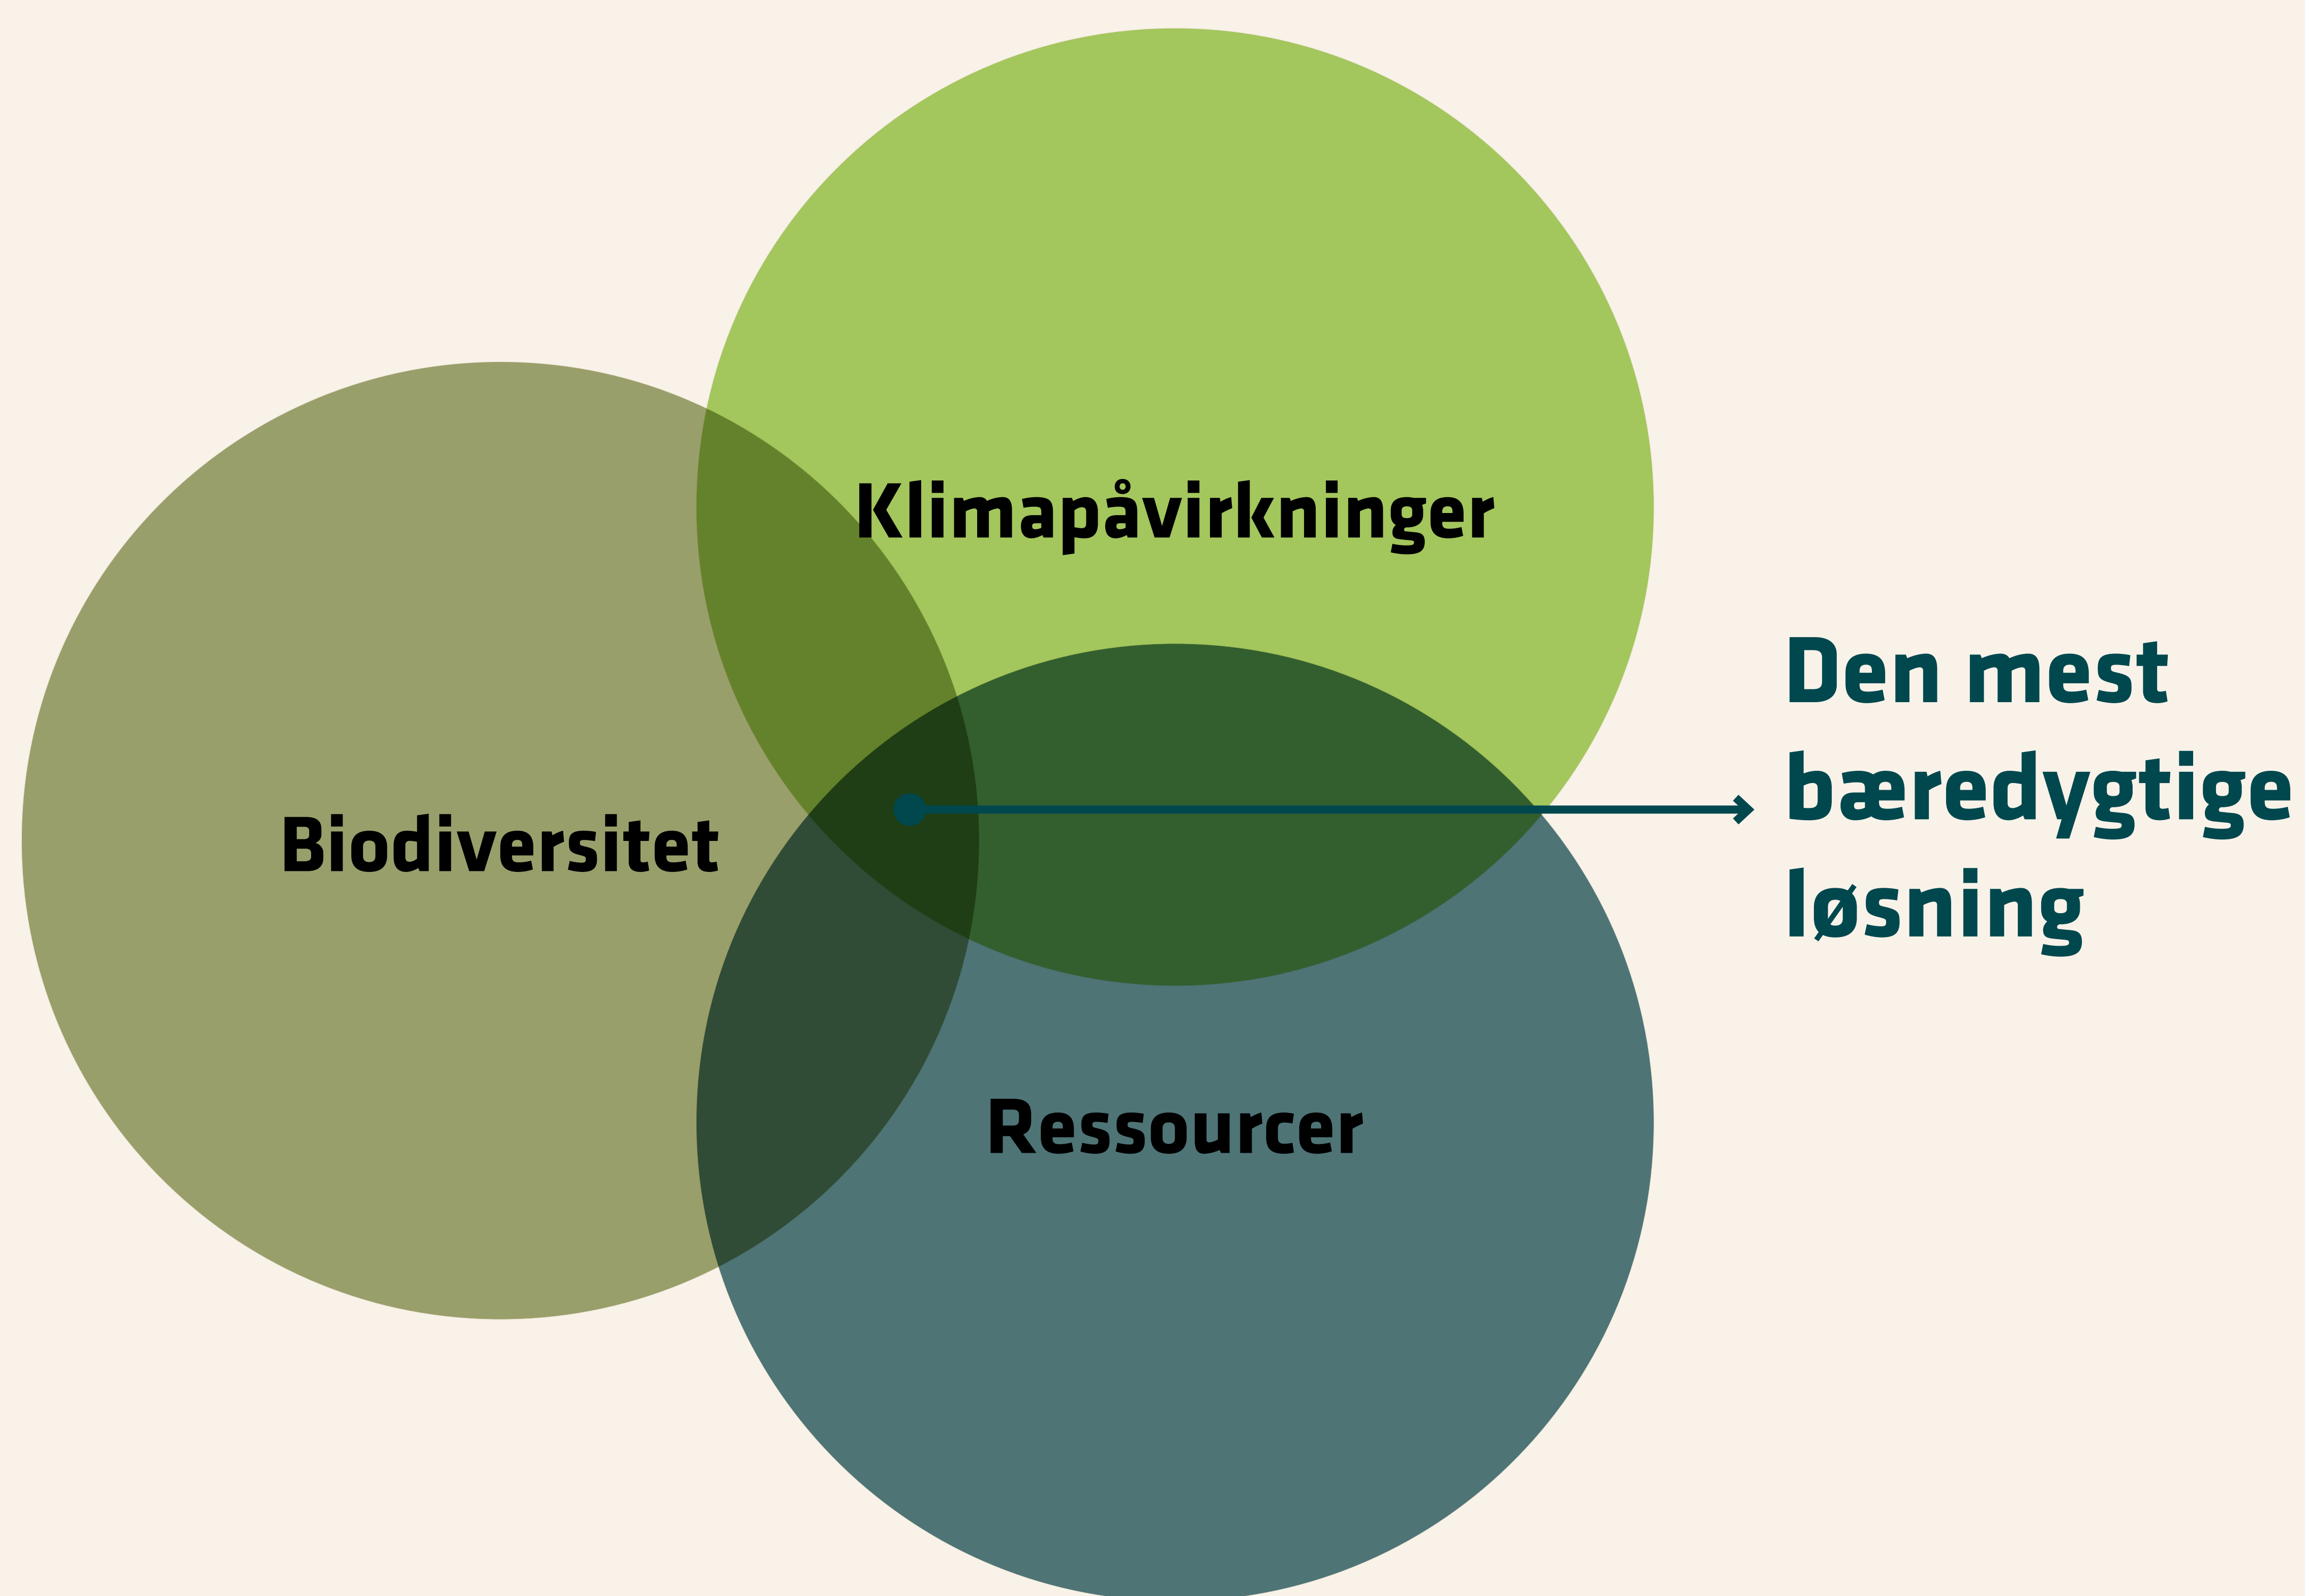 Klimapåvirkninger
Biodiversitet
Ressourcer
Den mest
bæredygtige
løsning